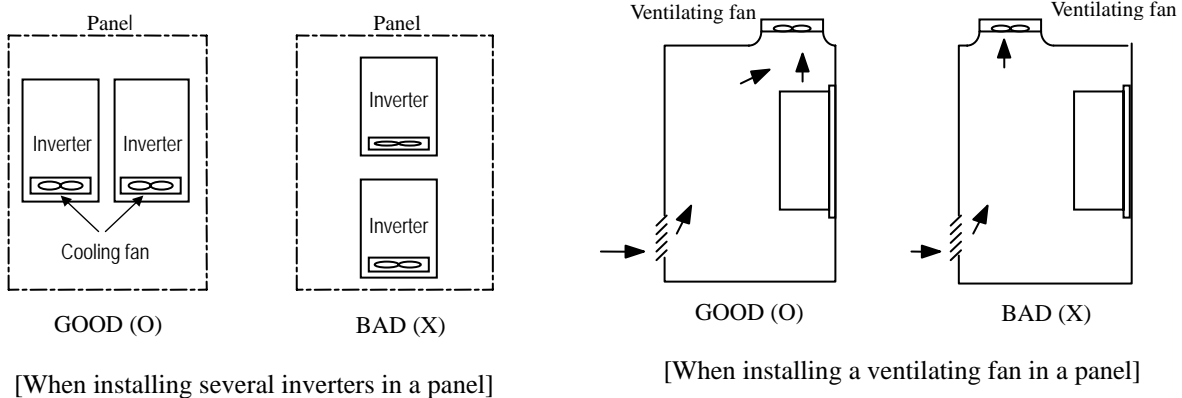 Panel
Inverter
Inverter
Cooling fan
GOOD (O)
Panel
Inverter
Inverter
BAD (X)
[When installing several inverters in a panel]
Ventilating fan
GOOD (O)
Ventilating fan
BAD (X)
[When installing a ventilating fan in a panel]